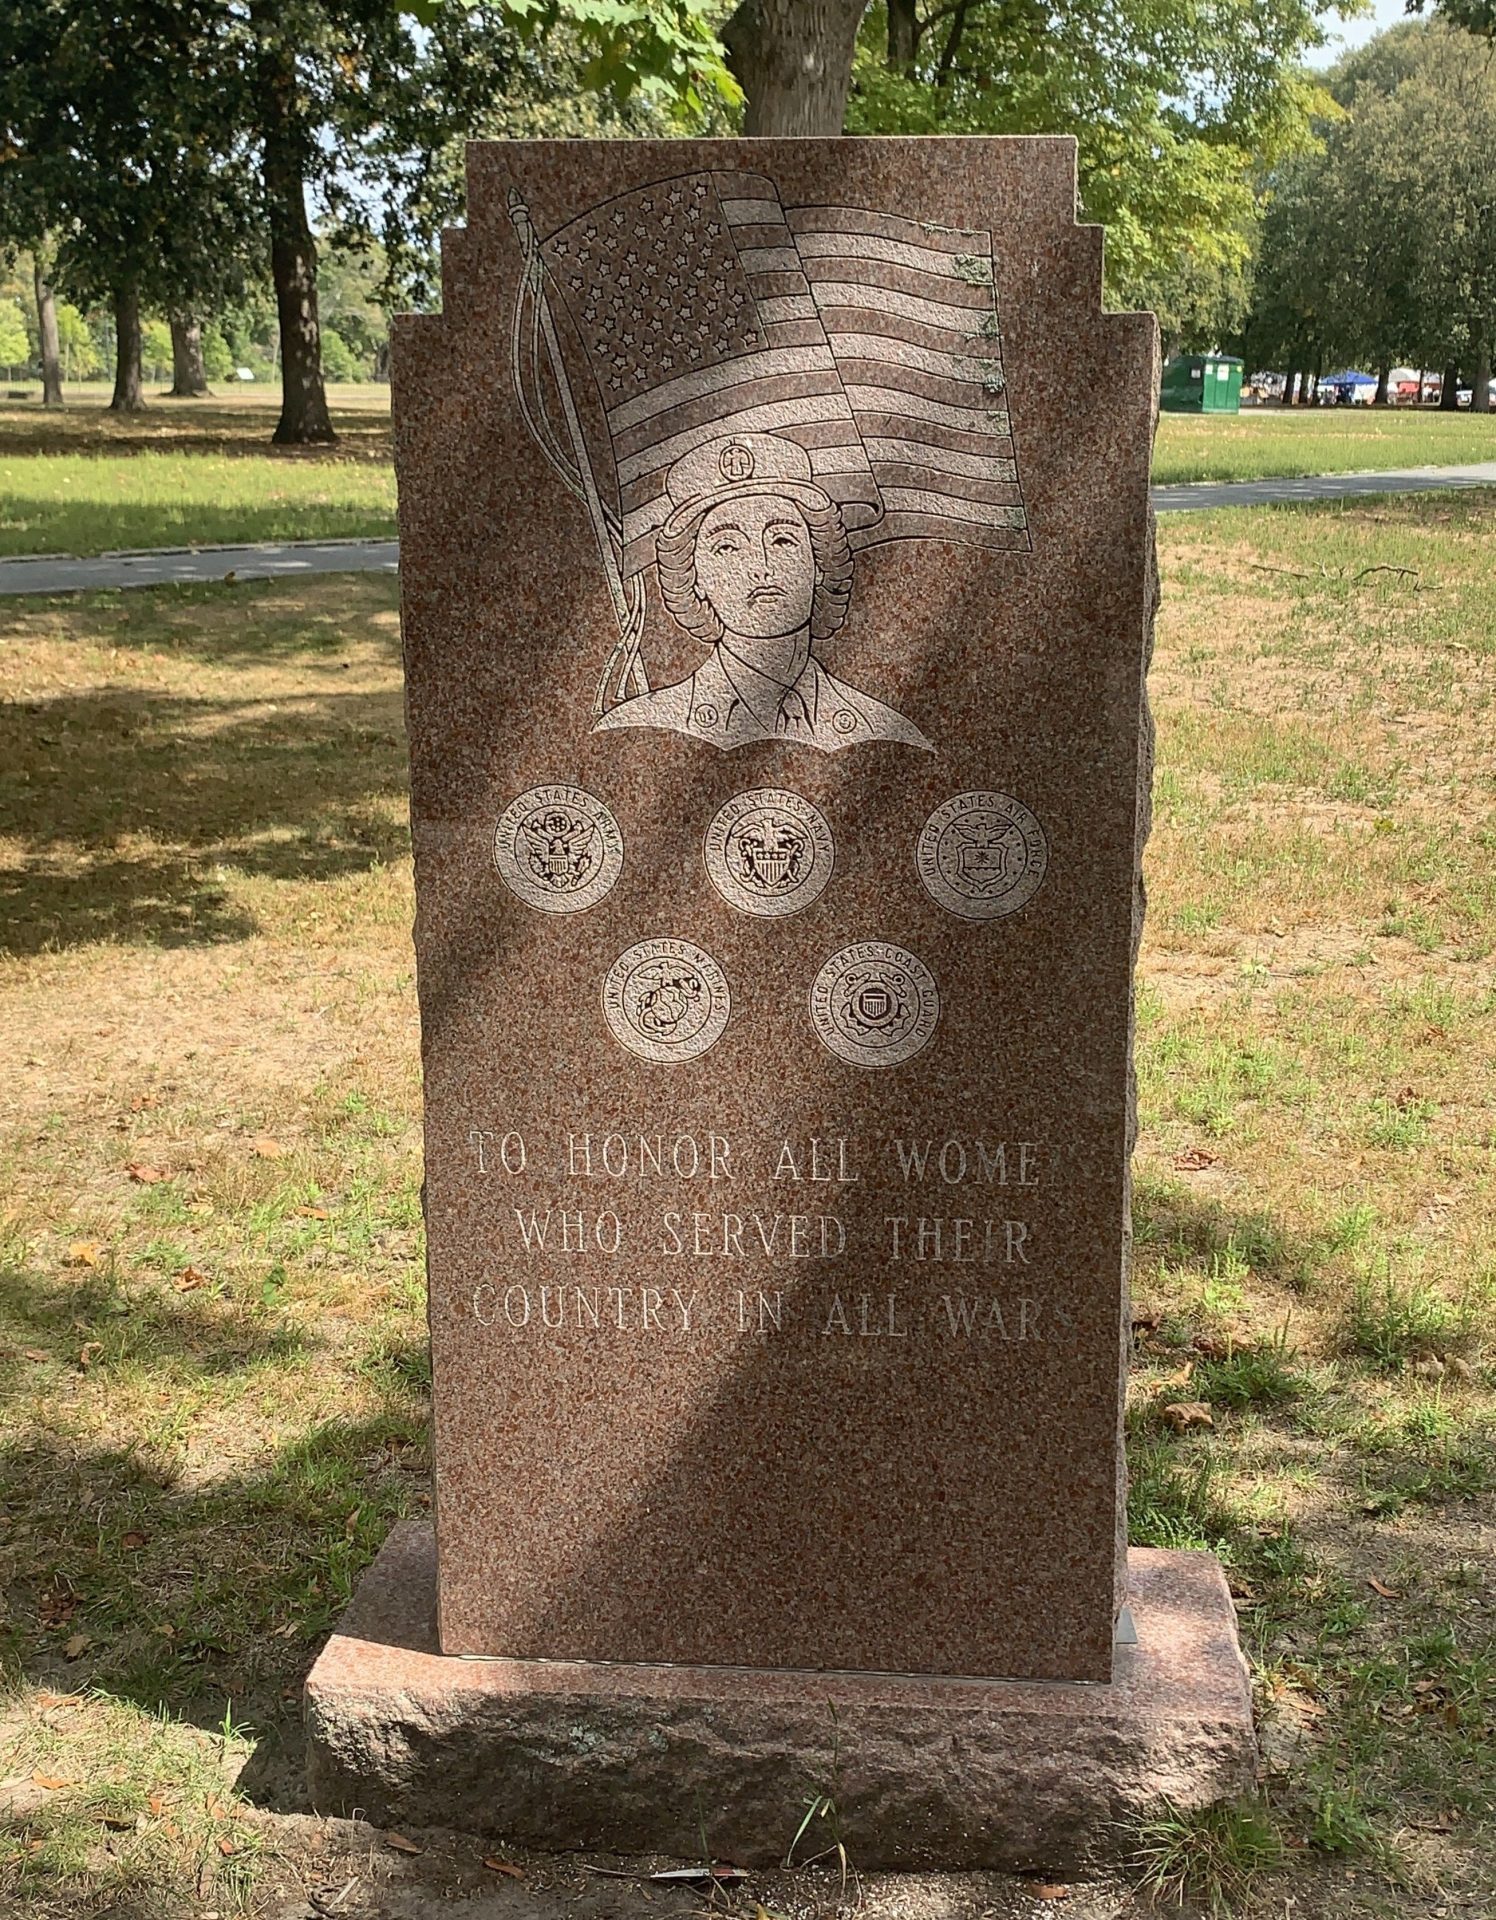 US
UNITED STATES ARMY
UNITED STATES NAVY
UNITED STATES AIR FORCE
UNITED STATES MARINES
UNITED STATES COAST GUARD
TO HONOR ALL WOMEN
WHO SERVED THEIR
COUNTRY IN ALL WARS